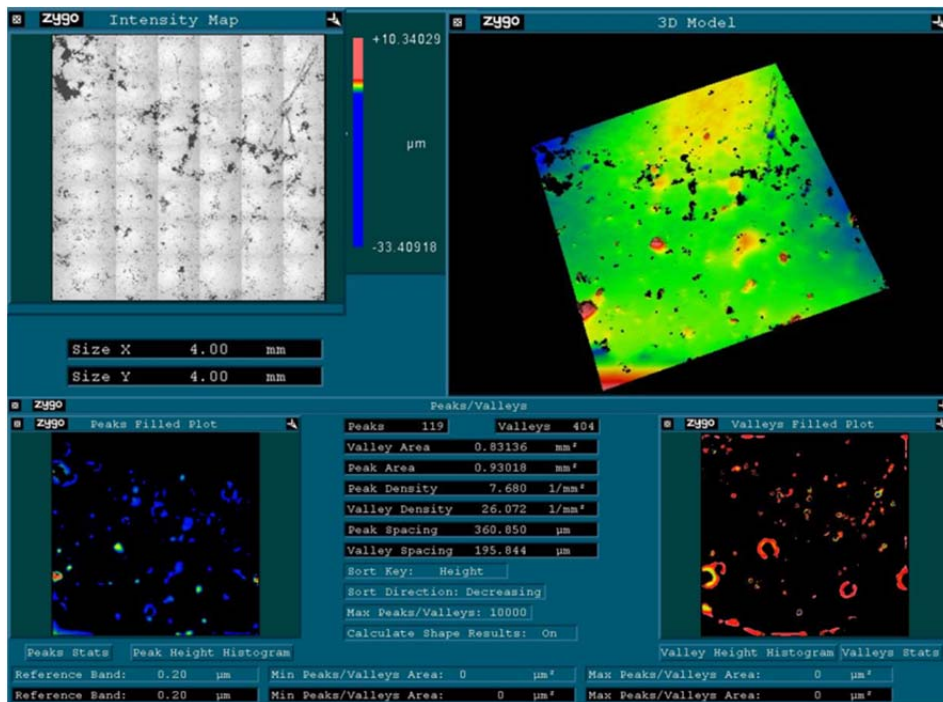 zygo Intensity Map
zygo 3D Model
+10.34029
µm
-33.40918
Size X 4.00 mm
Size Y 4.00 mm
zygo Peaks/Valleys
zygo Peaks Filled Plot
Peaks 119 Valleys 404
zygo Valleys Filled Plot
Valley Area 0.83136 mm²
Peak Area 0.93018 mm²
Peak Density 7.680 1/mm²
Valley Density 26.072 1/mm²
Peak Spacing 360.850 µm
Valley Spacing 195.844 µm
Sort Key: Height
Sort Direction: Decreasing
Max Peaks/Valleys: 10000
Calculate Shape Results: On
Peaks Stats Peak Height Histogram Valley Height Histogram Valleys Stats
Reference Band: 0.20 µm Min Peaks/Valleys Area: 0 µm² Max Peaks/Valleys Area: 0 µm²
Reference Band: 0.20 µm Min Peaks/Valleys Area: 0 µm² Max Peaks/Valleys Area: 0 µm²